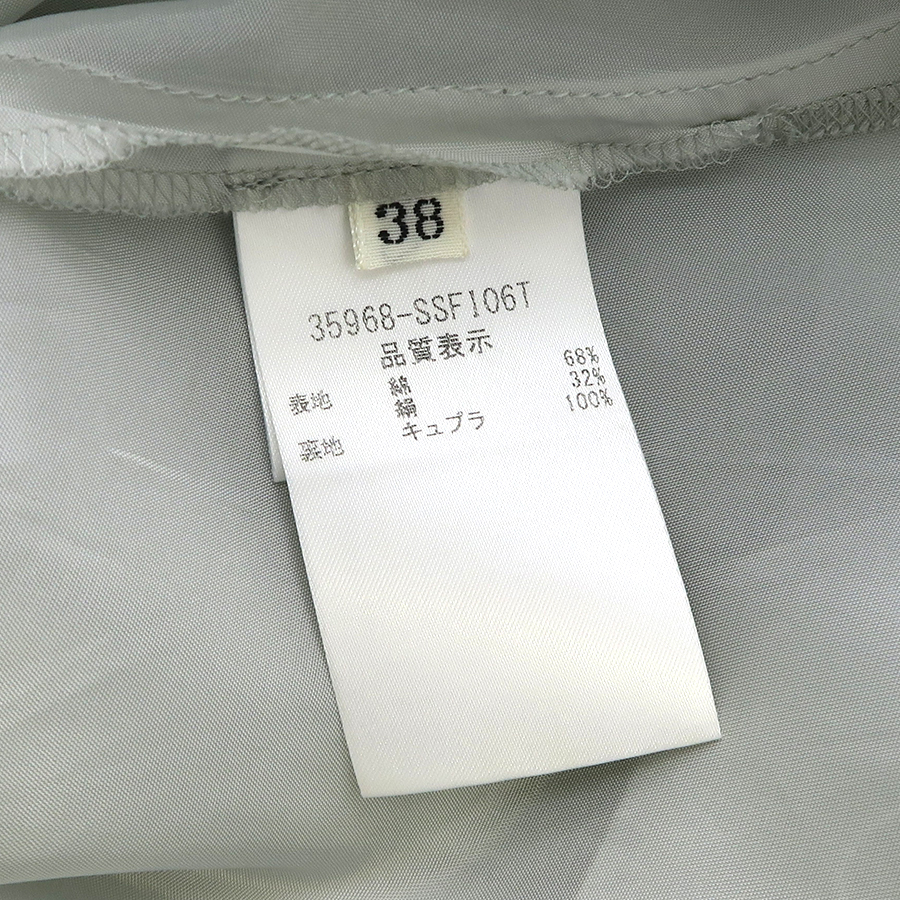 38
35968-SSF106T
品質表示
表地 綿 68%
絹 32%
裏地 キュプラ 100%